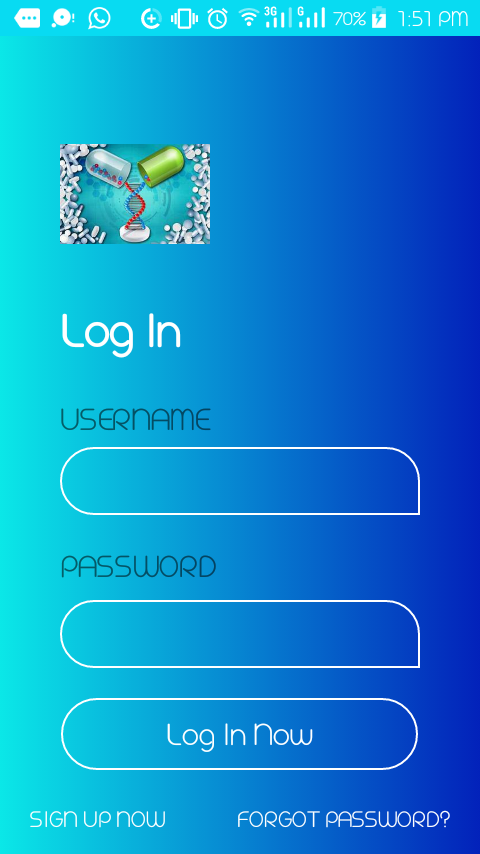 3G G 70% 1:51 PM
Log In
USERNAME
PASSWORD
Log In Now
SIGN UP NOW FORGOT PASSWORD?